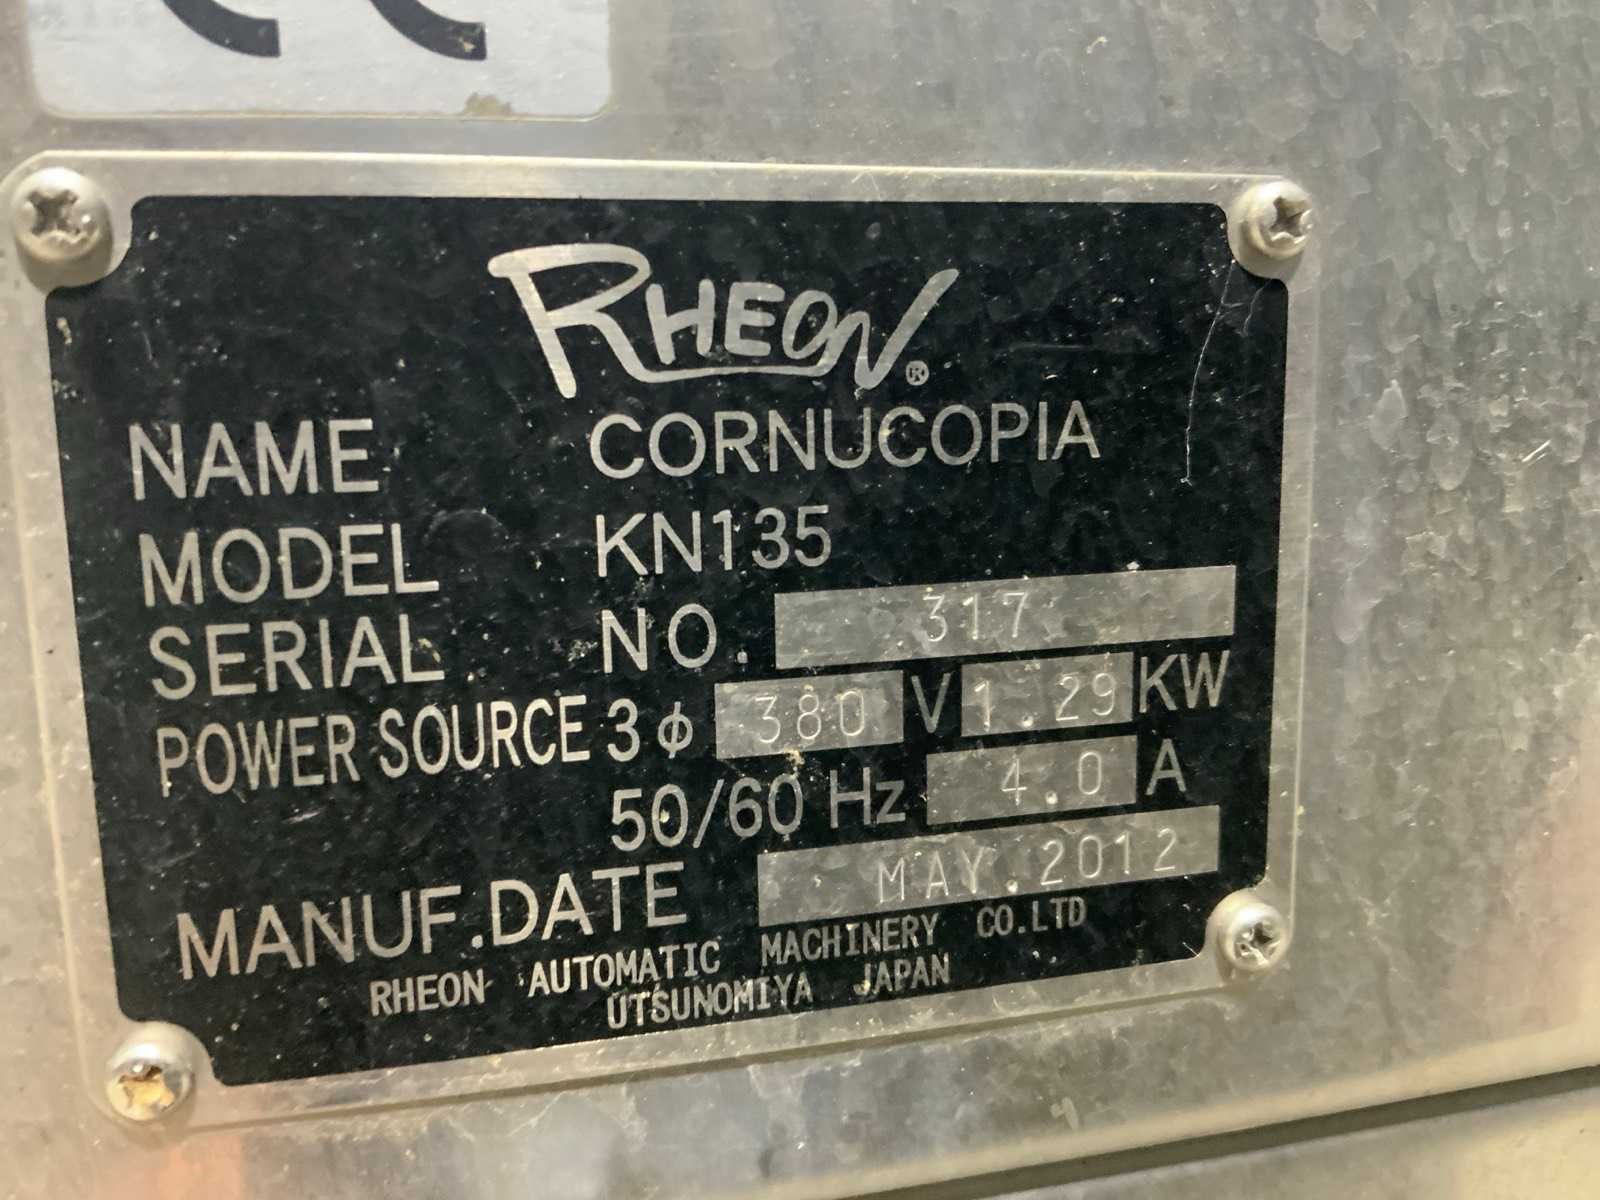 RHEON®
NAME CORNUCOPIA
MODEL KN135
SERIAL NO. 317
POWER SOURCE 3 ϕ 380 V 1.29 KW
50/60 Hz 4.0 A
MANUF.DATE MAY.2012
RHEON AUTOMATIC MACHINERY CO.LTD
UTSUNOMIYA JAPAN